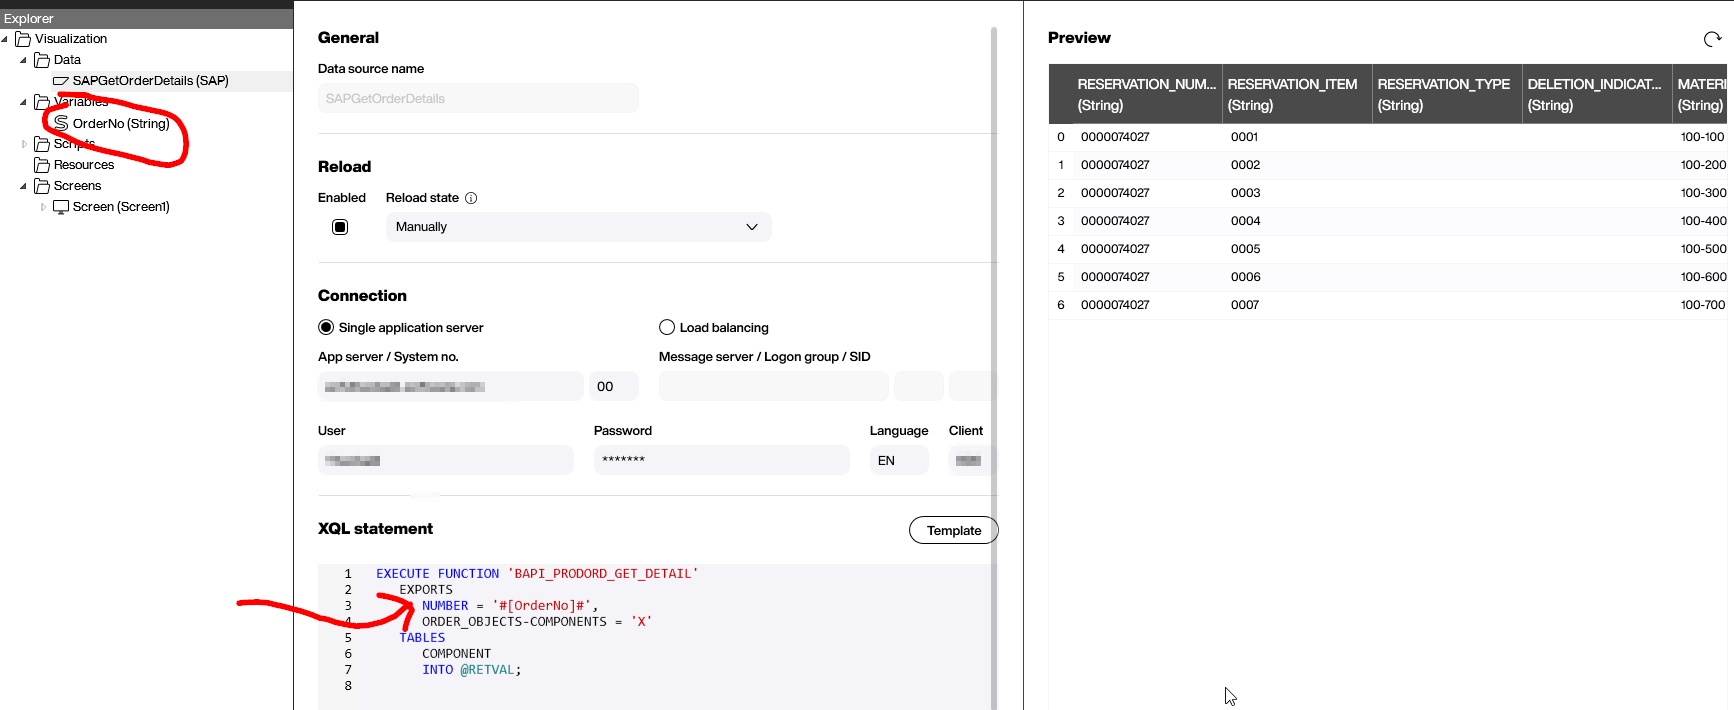 Explorer
Visualization
Data
SAPGetOrderDetails (SAP)
Variables
OrderNo (String)
Scripts
Resources
Screens
Screen (Screen1)
General
Data source name
SAPGetOrderDetails
Reload
Enabled Reload state
Manually
Connection
Single application server Load balancing
App server / System no. Message server / Logon group / SID
00
User Password Language Client
******* EN
XQL statement Template
1 EXECUTE FUNCTION 'BAPI_PRODORD_GET_DETAIL'
2 EXPORTS
3 NUMBER = '#[OrderNo]#',
4 ORDER_OBJECTS-COMPONENTS = 'X'
5 TABLES
6 COMPONENT
7 INTO @RETVAL;
8
Preview
RESERVATION_NUM... RESERVATION_ITEM RESERVATION_TYPE DELETION_INDICAT... MATERI
(String) (String) (String) (String) (String)
0 0000074027 0001 100-100
1 0000074027 0002 100-200
2 0000074027 0003 100-300
3 0000074027 0004 100-400
4 0000074027 0005 100-500
5 0000074027 0006 100-600
6 0000074027 0007 100-700